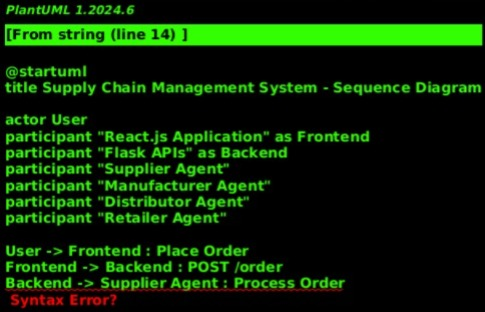 PlantUML 1.2024.6
[From string (line 14) ]
@startuml
title Supply Chain Management System - Sequence Diagram
actor User
participant "React.js Application" as Frontend
participant "Flask APIs" as Backend
participant "Supplier Agent"
participant "Manufacturer Agent"
participant "Distributor Agent"
participant "Retailer Agent"
User -> Frontend : Place Order
Frontend -> Backend : POST /order
Backend -> Supplier Agent : Process Order
Syntax Error?